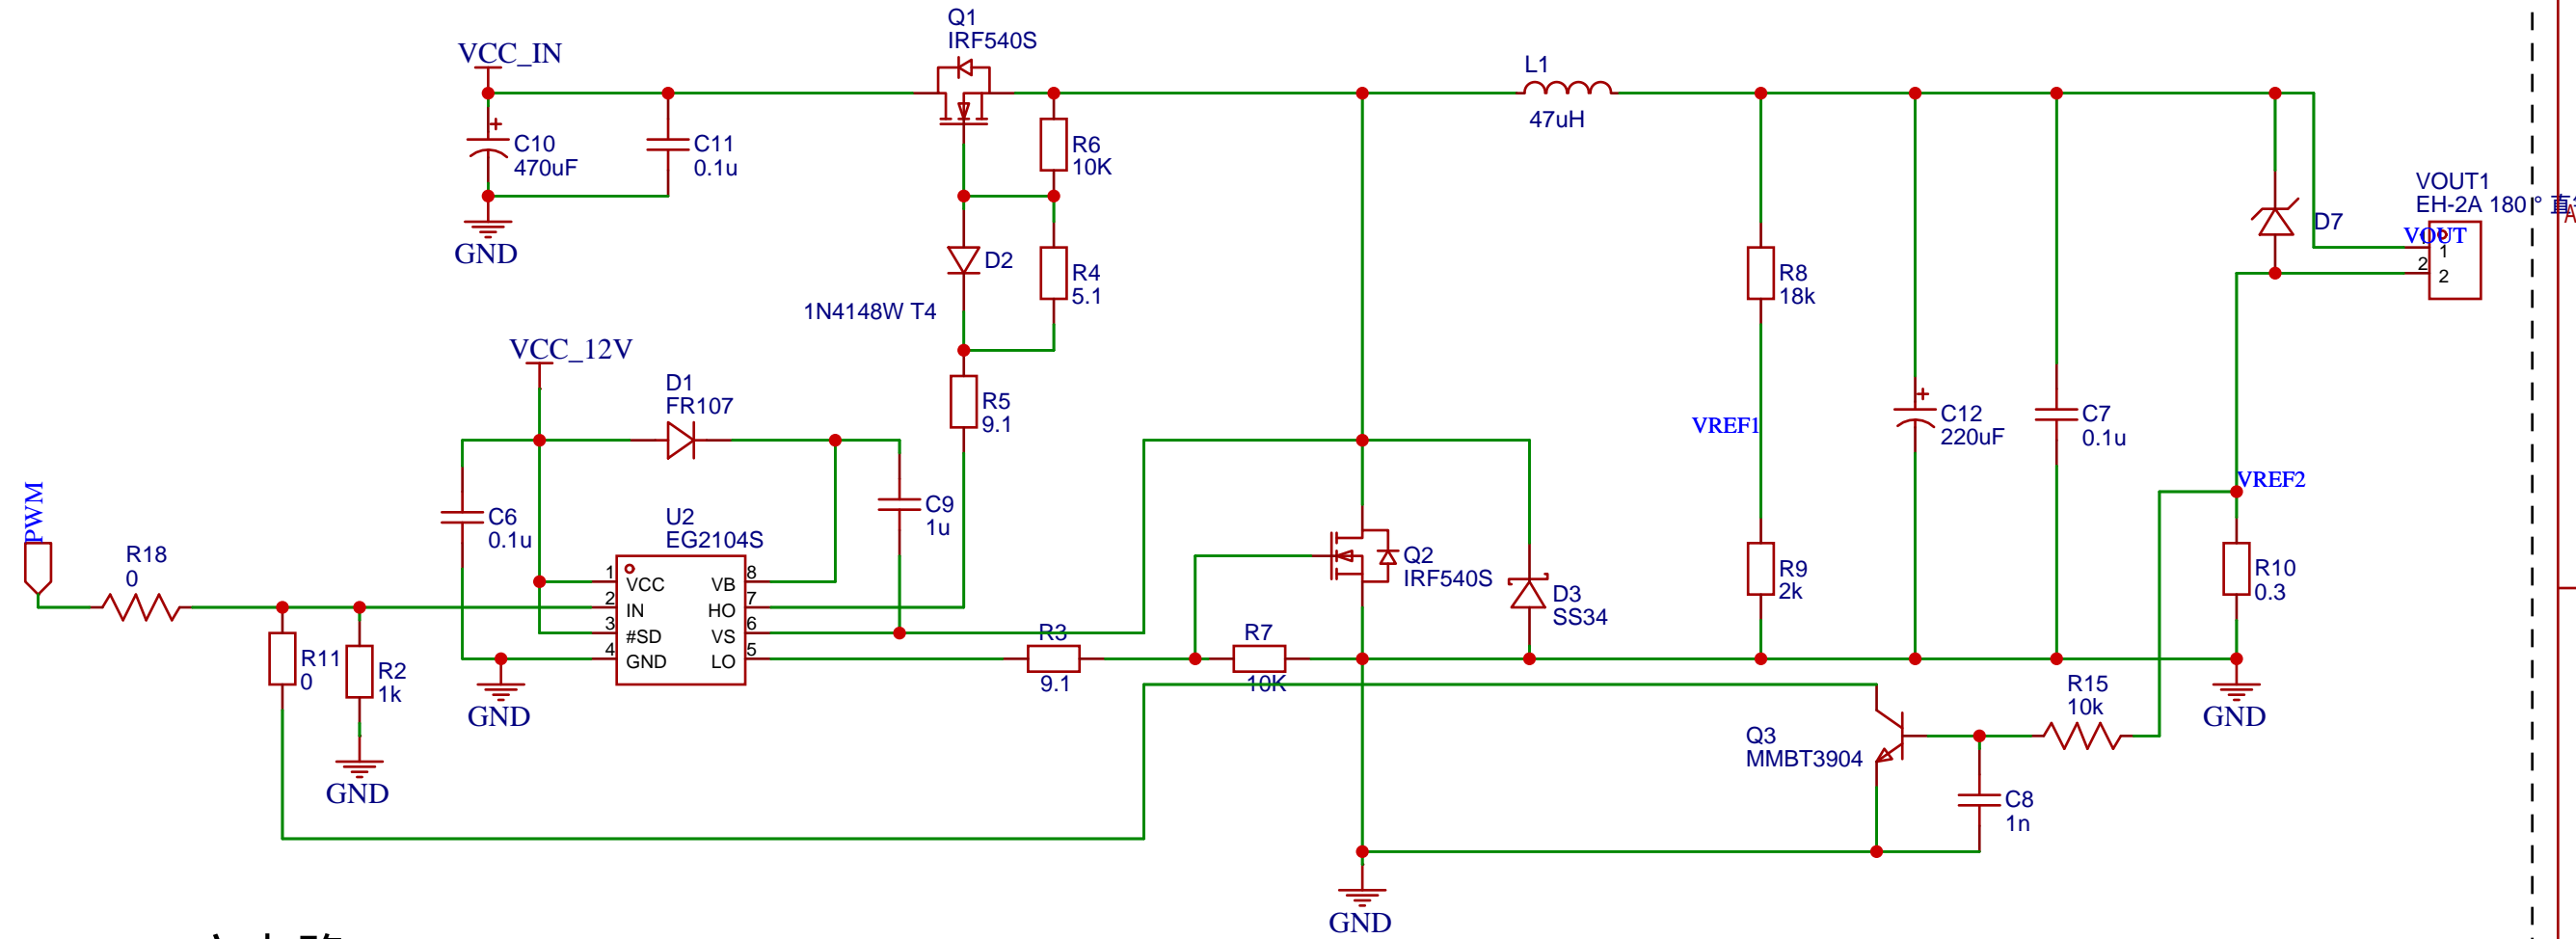 Q1
IRF540S
VCC_IN
L1
47uH
C10
470uF
C11
0.1u
R6
10K
GND
VOUT1
EH-2A 180°
VOUT
1
2
2
D7
D2
R4
5.1
R8
18k
1N4148W T4
VCC_12V
D1
FR107
R5
9.1
VREF1
C12
220uF
C7
0.1u
VREF2
PWM
R18
0
C6
0.1u
U2
EG2104S
C9
1u
1 VCC VB 8
2 IN HO 7
3 #SD VS 6
4 GND LO 5
Q2
IRF540S
D3
SS34
R9
2k
R10
0.3
R3
9.1
R7
10K
R11
0
R2
1k
GND
GND
R15
10k
GND
Q3
MMBT3904
C8
1n
GND